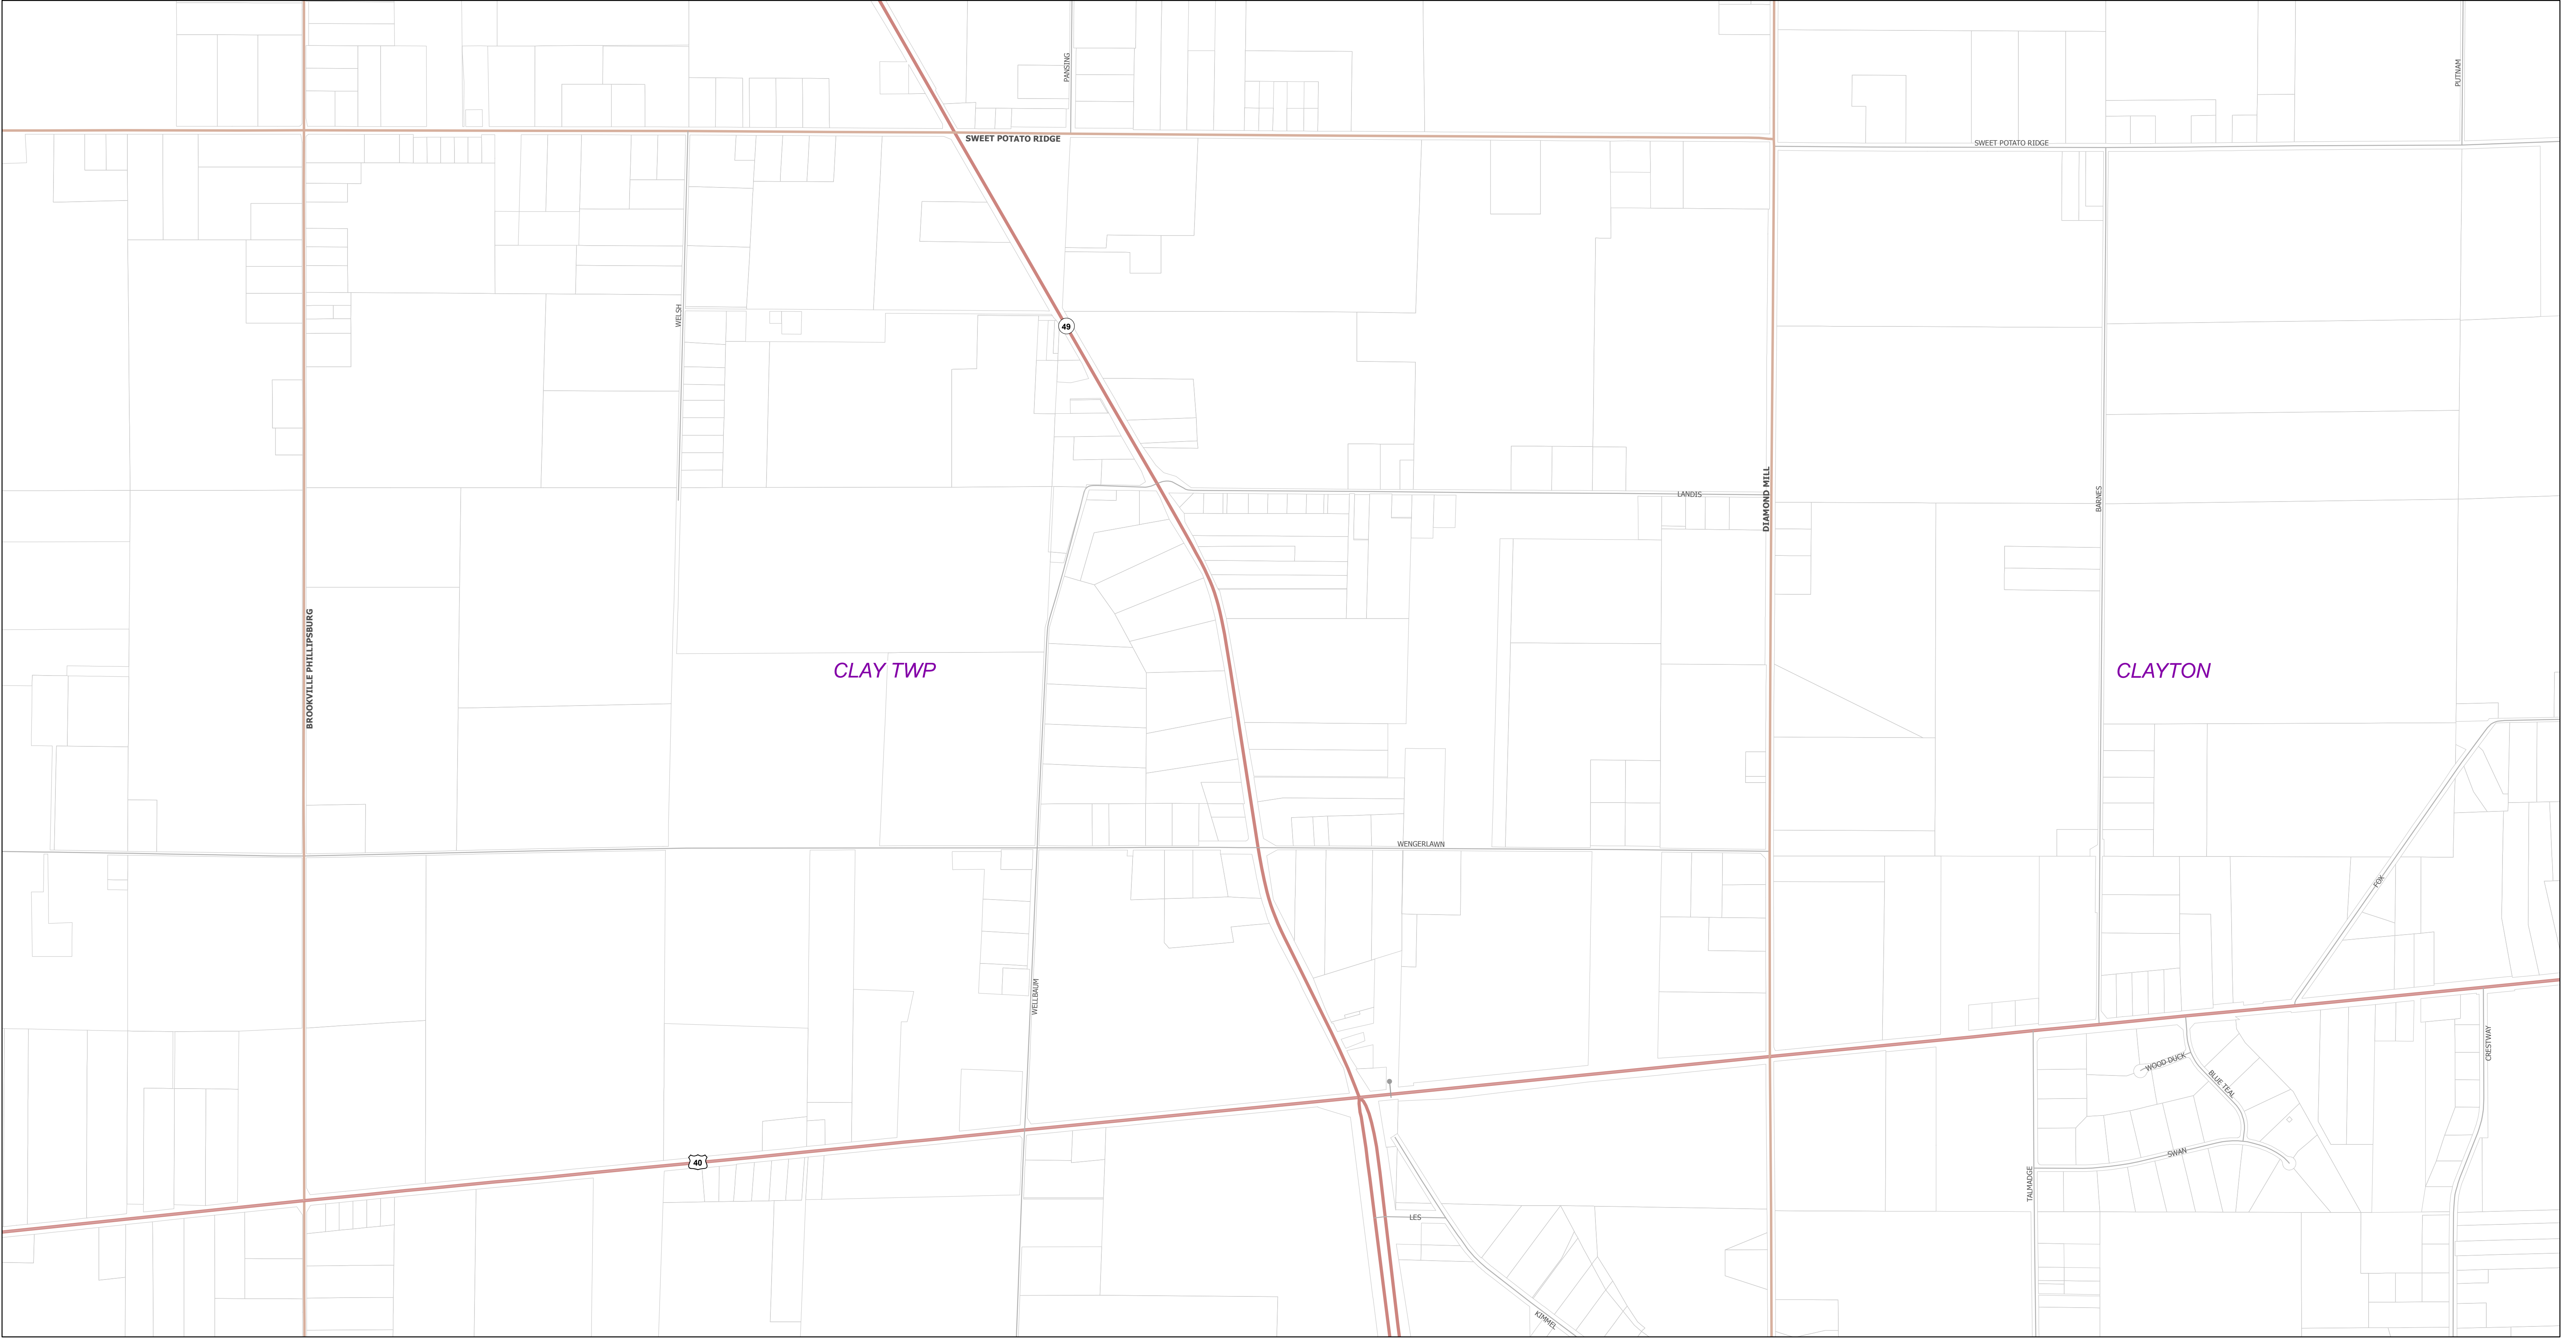 PANSING
PUTNAM
SWEET POTATO RIDGE
SWEET POTATO RIDGE
WELSH
49
LANDIS
DIAMOND MILL
BARNES
BROOKVILLE PHILLIPSBURG
CLAY TWP
CLAYTON
WENGERLAWN
FOX
WELLBAUM
CRESTWAY
WOOD DUCK
BLUE TEAL
SWAN
40
TALMADGE
LES
KIMMEL